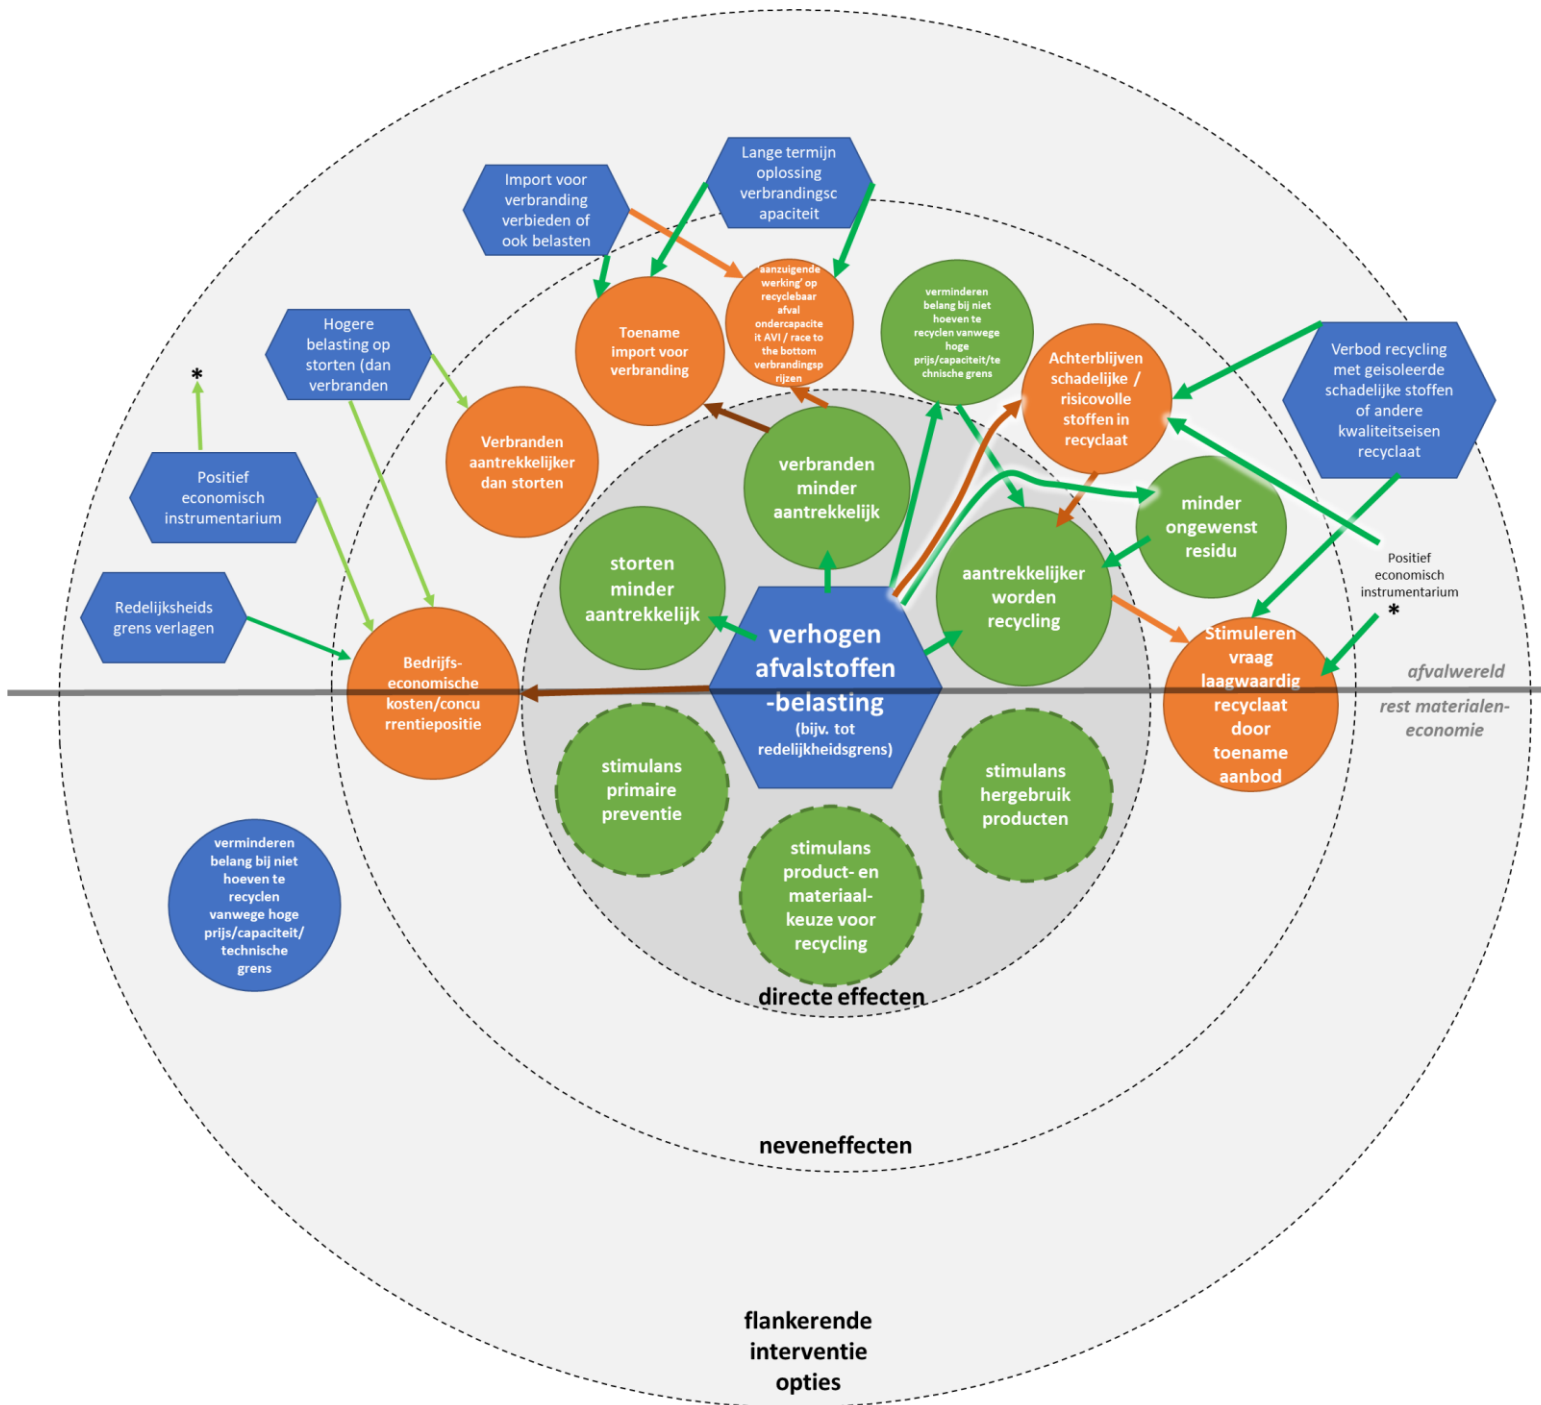 Lange termijn
oplossing
verbrandingsc
apaciteit
Import voor
verbranding
verbieden of
ook belasten
aanzuigende
werking' op
recyclebaar
afval
ondercapacite
it AVI / race to
the bottom
verbrandingsp
rijzen
verminderen
belang bij niet
hoeven te
recyclen vanwege
hoge
prijs/capaciteit/te
chnische grens
Toename
import voor
verbranding
Hogere
belasting op
storten (dan
verbranden
*
Achterblijven
schadelijke /
risicovolle
stoffen in
recyclaat
Verbod recycling
met geisoleerde
schadelijke stoffen
of andere
kwaliteitseisen
recyclaat
Verbranden
aantrekkelijker
dan storten
verbranden
minder
aantrekkelijk
Positief
economisch
instrumentarium
minder
ongewenst
residu
storten
minder
aantrekkelijk
aantrekkelijker
worden
recycling
Positief
economisch
instrumentarium
*
Redelijksheids
grens verlagen
verhogen
afvalstoffen
-belasting
(bijv. tot
redelijkheidsgrens)
Bedrijfs-
economische
kosten/concu
rrentiepositie
Stimuleren
vraag
laagwaardig
recyclaat
door
toename
aanbod
afvalwereld
rest materialen-
economie
stimulans
primaire
preventie
stimulans
hergebruik
producten
stimulans
product- en
materiaal-
keuze voor
recycling
verminderen
belang bij niet
hoeven te
recyclen
vanwege hoge
prijs/capaciteit/
technische
grens
directe effecten
neveneffecten
flankerende
interventie
opties